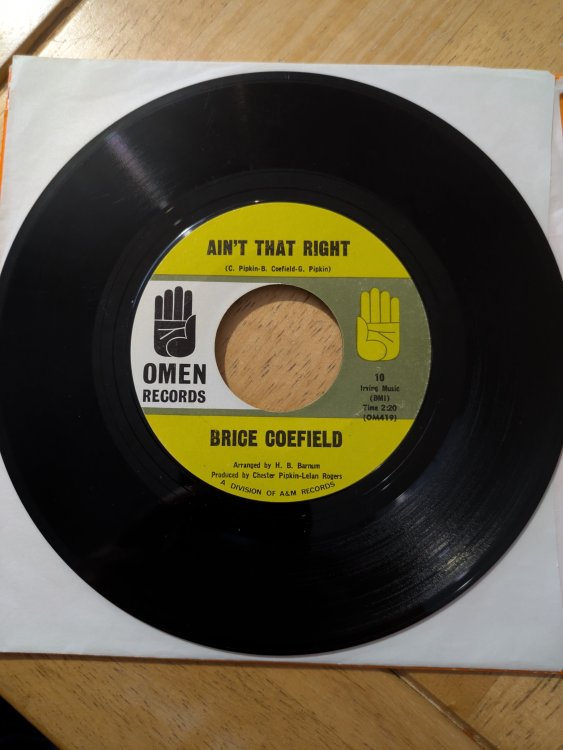 AIN'T THAT RIGHT
(C. Pipkin-B. Coefield-G. Pipkin)
OMEN
RECORDS
10
Irving Music
(BMI)
Time 2:20
(OM419)
BRICE COEFIELD
Arranged by H. B. Barnum
Produced by Chester Pipkin-Lelan Rogers
A DIVISION OF A&M RECORDS